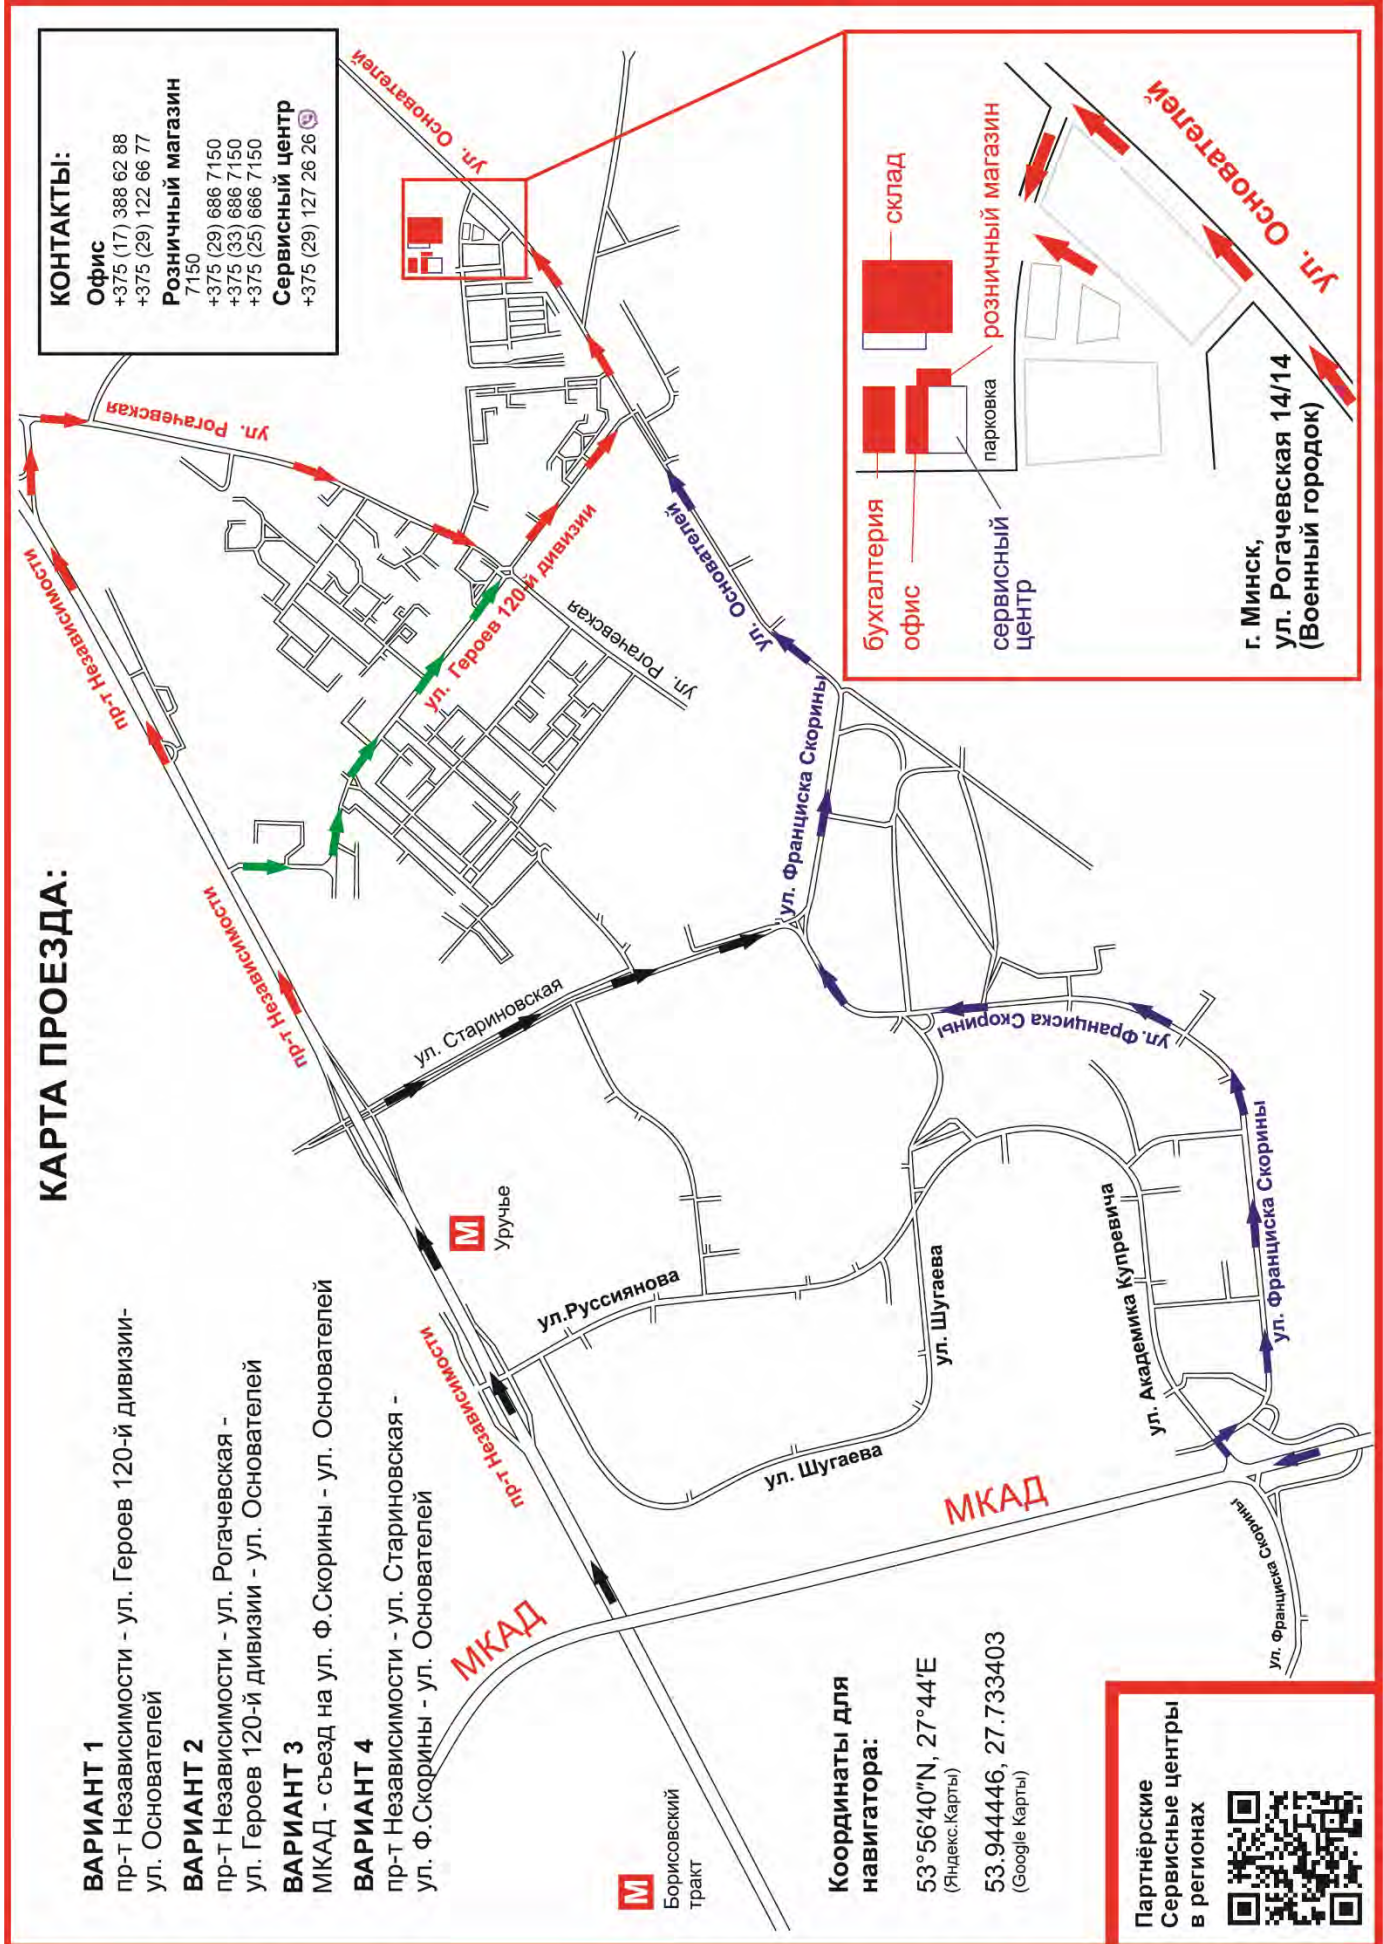 КАРТА ПРОЕЗДА:
ВАРИАНТ 1
пр-т Независимости - ул. Героев 120-й дивизии-
ул. Основателей
ВАРИАНТ 2
пр-т Независимости - ул. Рогачевская -
ул. Героев 120-й дивизии - ул. Основателей
ВАРИАНТ 3
МКАД - съезд на ул. Ф.Скорины - ул. Основателей
ВАРИАНТ 4
пр-т Независимости - ул. Стариновская -
ул. Ф.Скорины - ул. Основателей
КОНТАКТЫ:
Офис
+375 (17) 388 62 88
+375 (29) 122 66 77
Розничный магазин
7150
+375 (29) 686 7150
+375 (33) 686 7150
+375 (25) 666 7150
Сервисный центр
+375 (29) 127 26 26
пр-т Независимости
пр-т Независимости
пр-т Независимости
пр-т Независимости
ул. Рогачевская
ул. Основателей
ул. Героев 120-й дивизии
ул. Рогачевская
ул. Стариновская
ул. Основателей
ул. Франциска Скорины
ул. Франциска Скорины
ул. Франциска Скорины
ул. Франциска Скорины
М
Уручье
ул.Руссиянова
ул. Шугаева
ул. Шугаева
ул. Академика Купревича
МКАД
МКАД
М
Борисовский
тракт
Координаты для
навигатора:
53°56'40"N, 27°44'E
(Яндекс.Карты)
53.944446, 27.733403
(Google Карты)
Партнёрские
Сервисные центры
в регионах
бухгалтерия
офис
сервисный
центр
парковка
склад
розничный магазин
ул. Основателей
г. Минск,
ул. Рогачевская 14/14
(Военный городок)